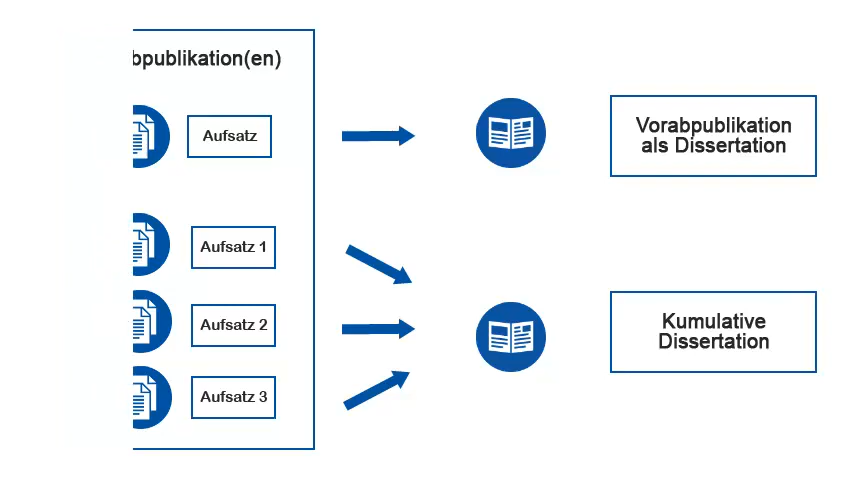 bpublikation(en)
Aufsatz
Vorabpublikation
als Dissertation
Aufsatz 1
Aufsatz 2
Kumulative
Dissertation
Aufsatz 3